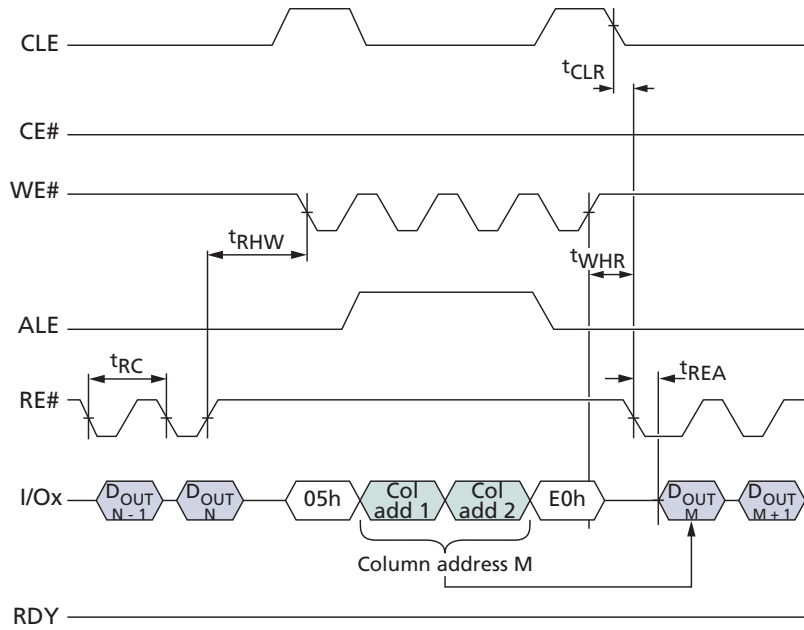 CLE
tCLR
CE#
WE#
tRHW
tWHR
ALE
tRC
tREA
RE#
I/Ox
DOUT
N - 1
DOUT
N
05h
Col
add 1
Col
add 2
E0h
DOUT
M
DOUT
M + 1
Column address M
RDY